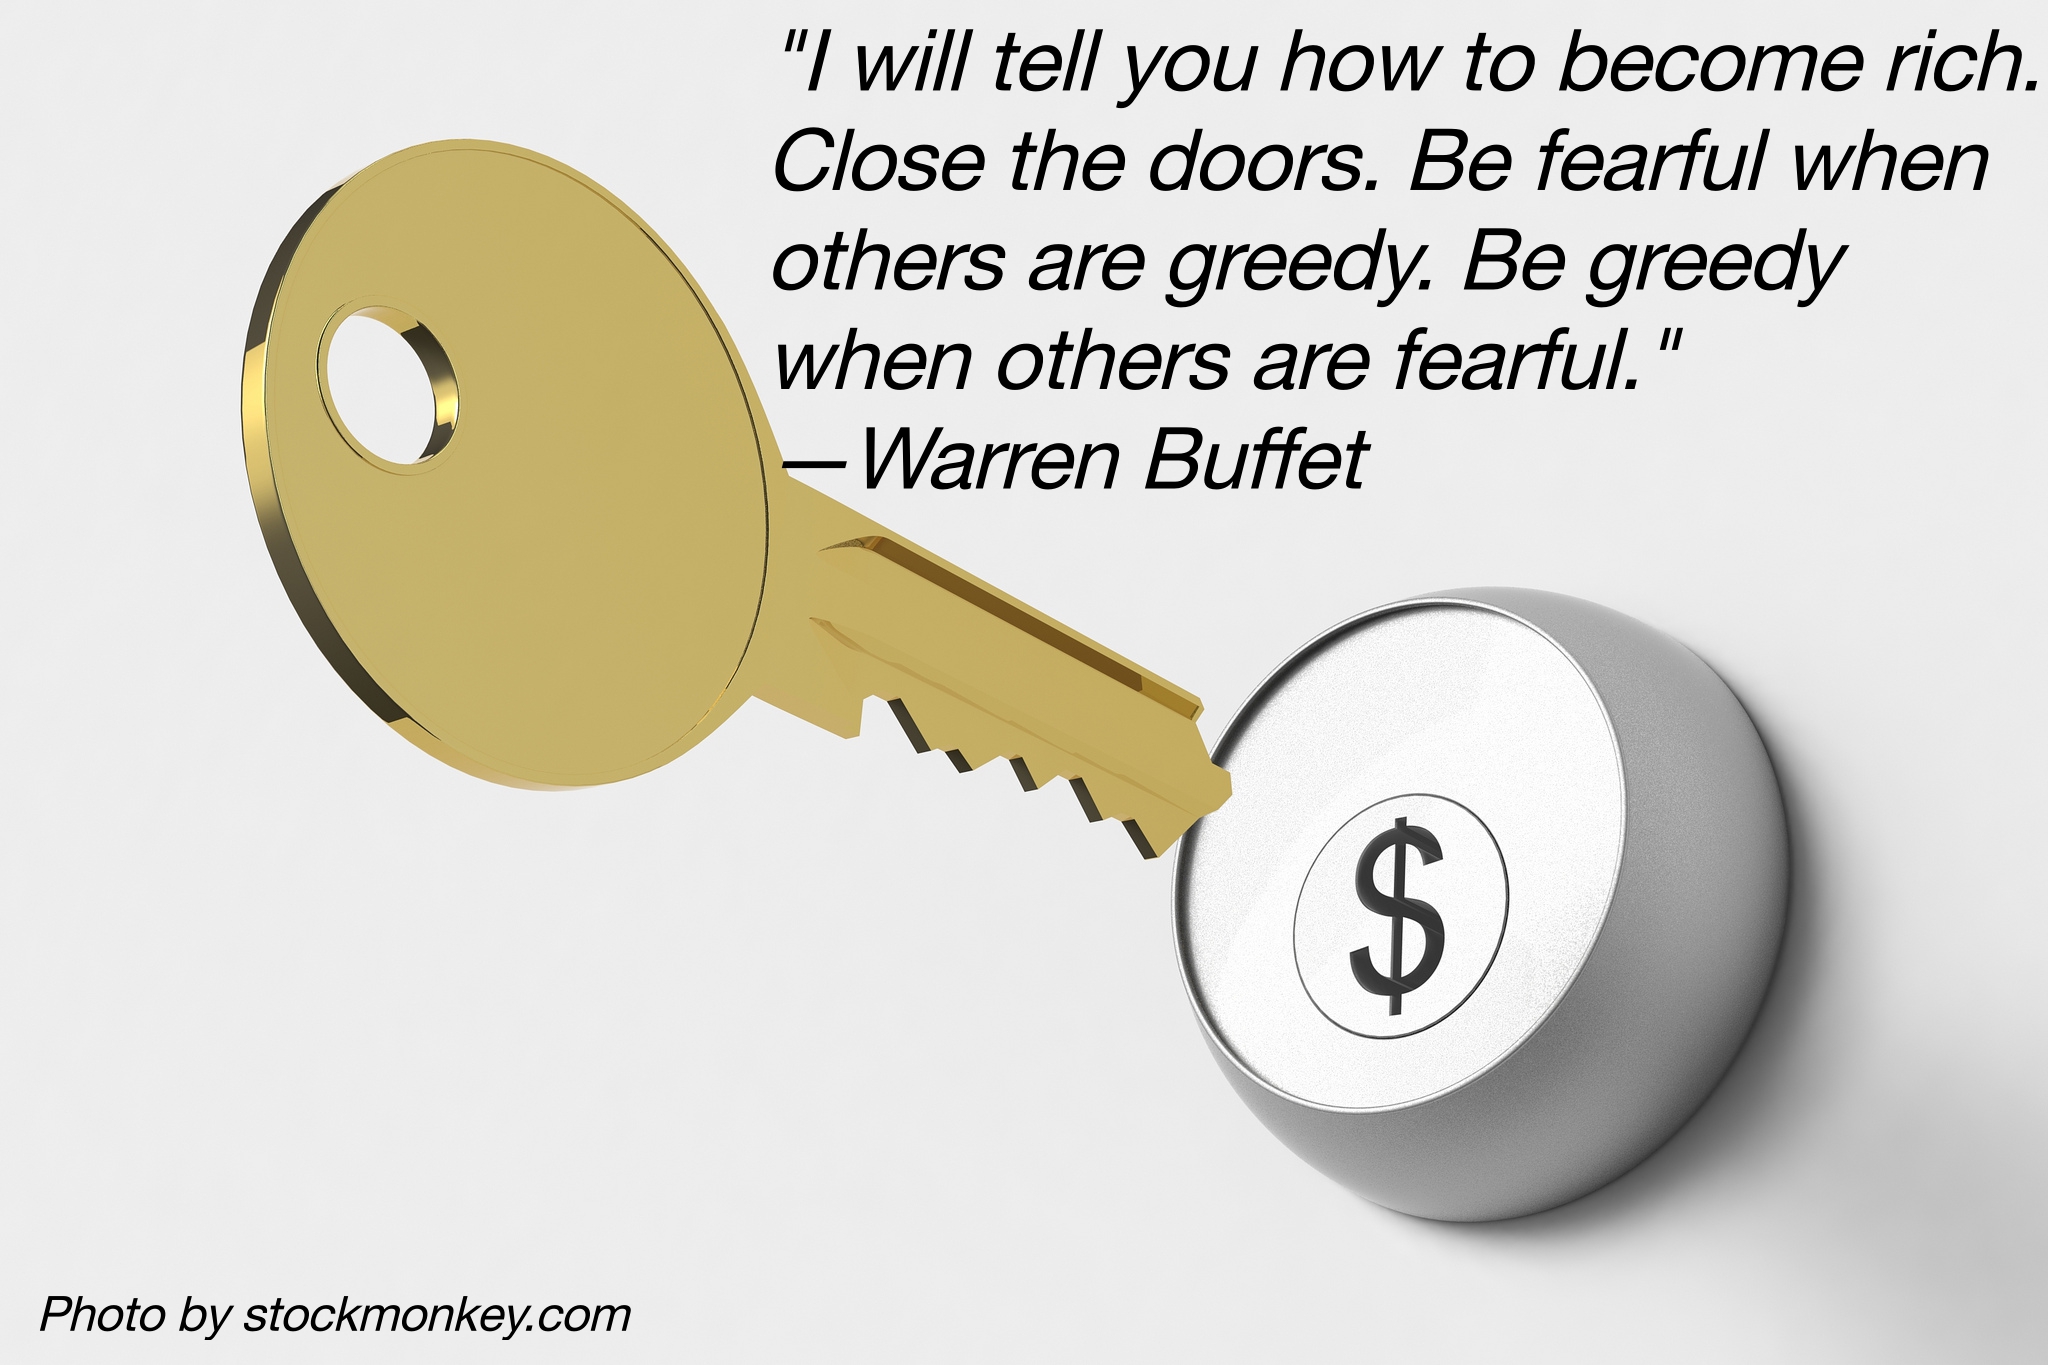 "I will tell you how to become rich.
Close the doors. Be fearful when
others are greedy. Be greedy
when others are fearful."
—Warren Buffet
$
Photo by stockmonkey.com